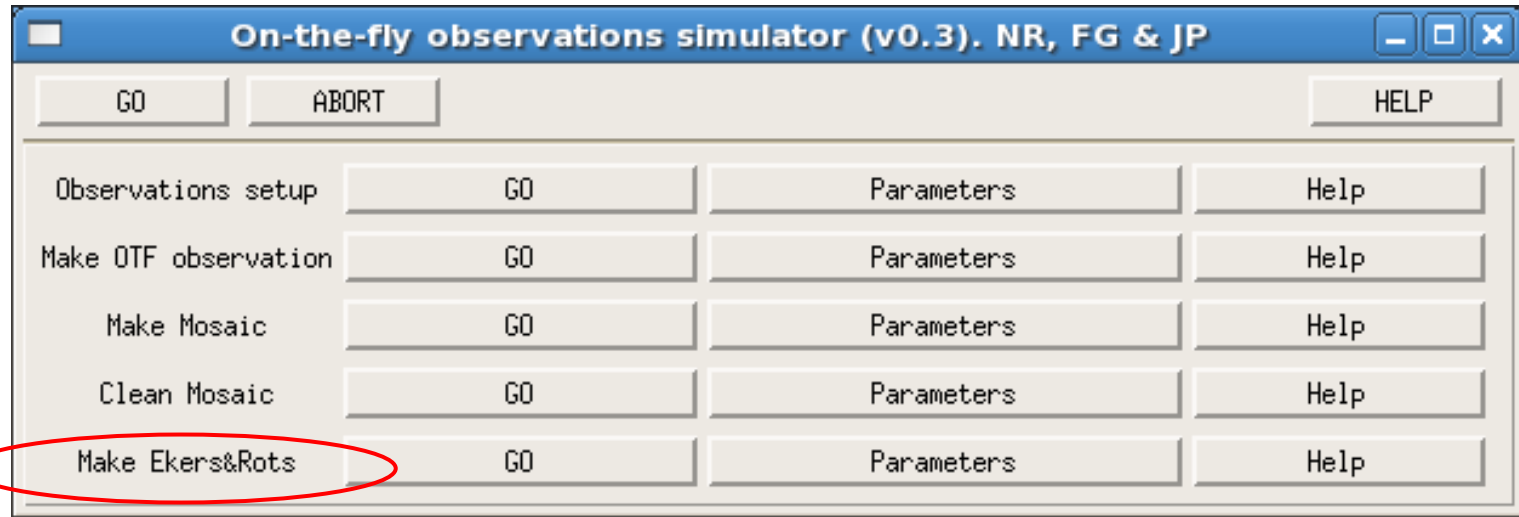 On-the-fly observations simulator (v0.3). NR, FG & JP
GO ABORT HELP
Observations setup GO Parameters Help
Make OTF observation GO Parameters Help
Make Mosaic GO Parameters Help
Clean Mosaic GO Parameters Help
Make Ekers&Rots GO Parameters Help